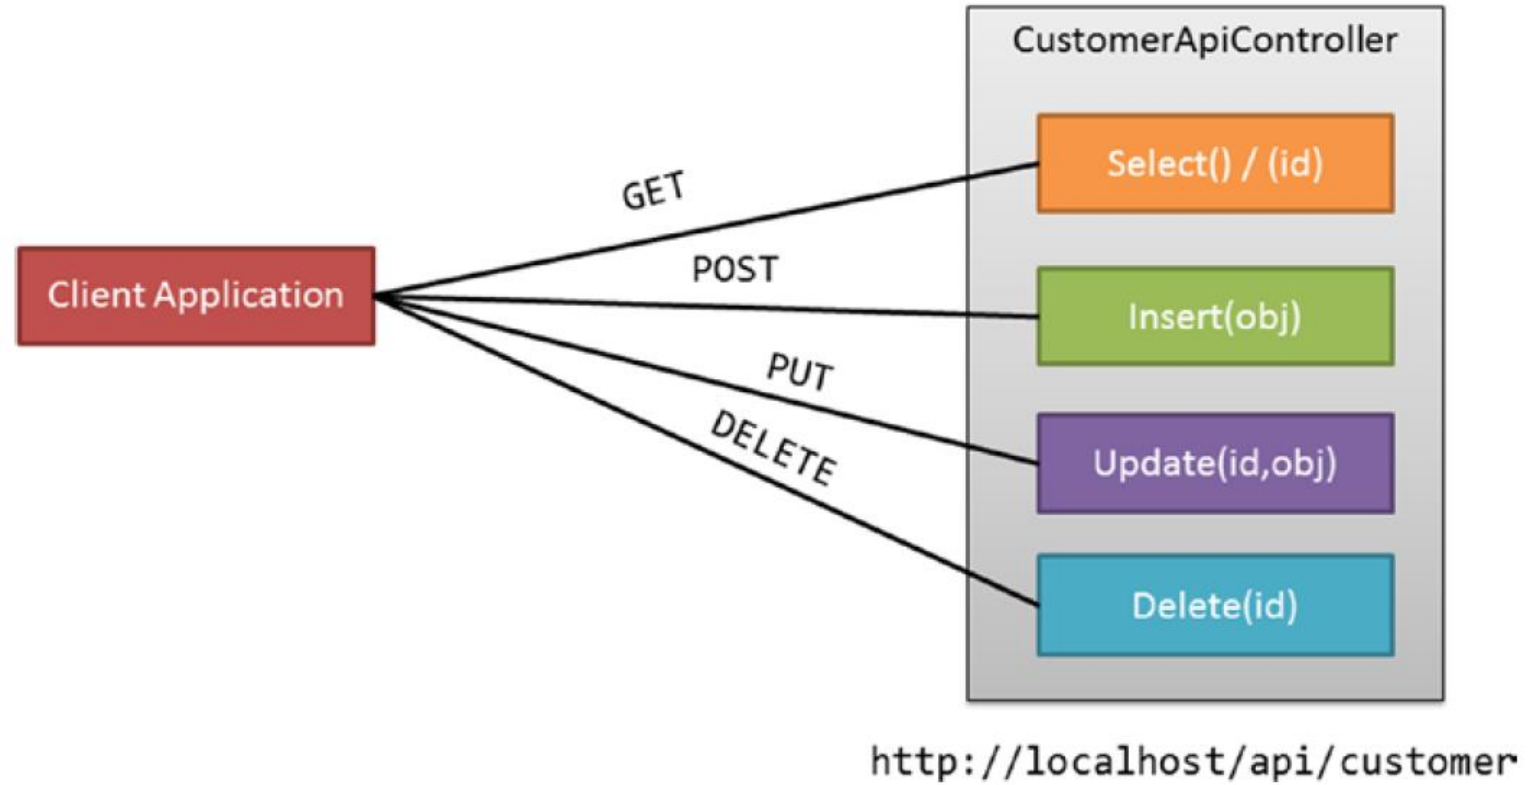 CustomerApiController
Client Application
GET
Select() / (id)
POST
Insert(obj)
PUT
Update(id,obj)
DELETE
Delete(id)
http://localhost/api/customer